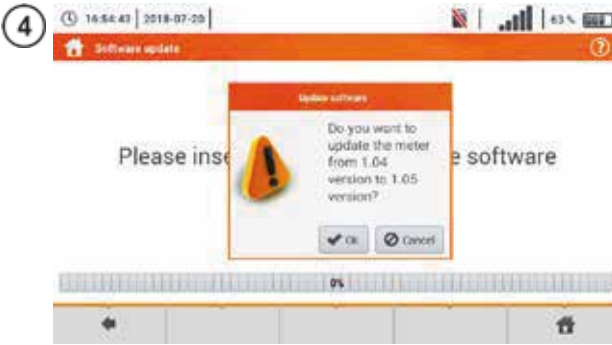 4
16:54:43 2018-07-20 63 %
Software update ?
Update software
Please inse e software
Do you want to
update the meter
from 1.04
version to 1.05
version?
OK Cancel
0%